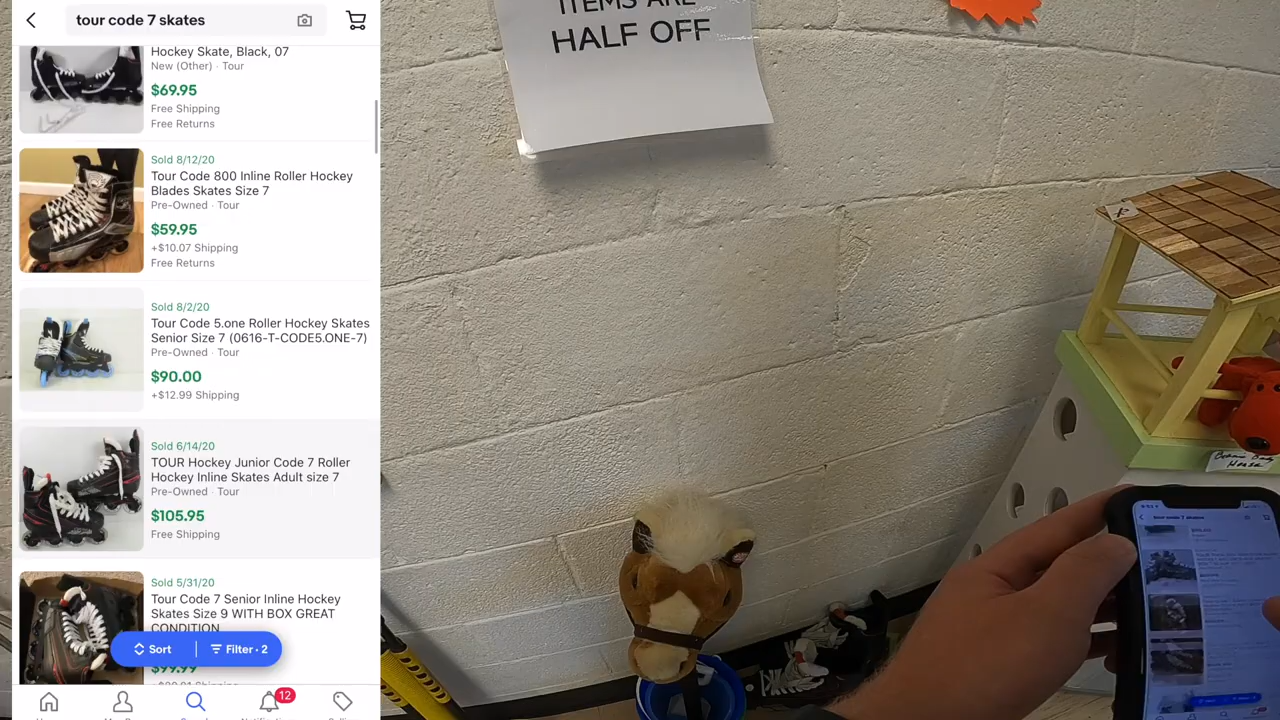 tour code 7 skates
Hockey Skate, Black, 07
New (Other) · Tour
$69.95
Free Shipping
Free Returns
Sold 8/12/20
Tour Code 800 Inline Roller Hockey
Blades Skates Size 7
Pre-Owned · Tour
$59.95
+$10.07 Shipping
Free Returns
Sold 8/2/20
Tour Code 5.one Roller Hockey Skates
Senior Size 7 (0616-T-CODE5.ONE-7)
Pre-Owned · Tour
$90.00
+$12.99 Shipping
Sold 6/14/20
TOUR Hockey Junior Code 7 Roller
Hockey Inline Skates Adult size 7
Pre-Owned · Tour
$105.95
Free Shipping
Sold 5/31/20
Tour Code 7 Senior Inline Hockey
Skates Size 9 WITH BOX GREAT
CONDITION
$99.99
Sort
Filter · 2
12
ITEMS ARE
HALF OFF